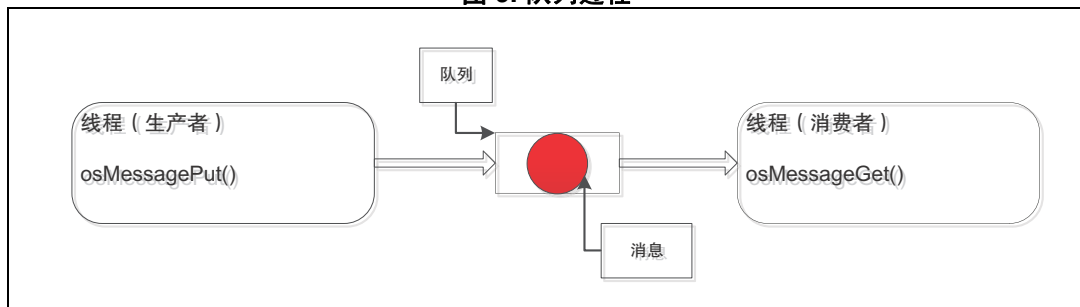 队列
线程（生产者）
osMessagePut()
线程（消费者）
osMessageGet()
消息